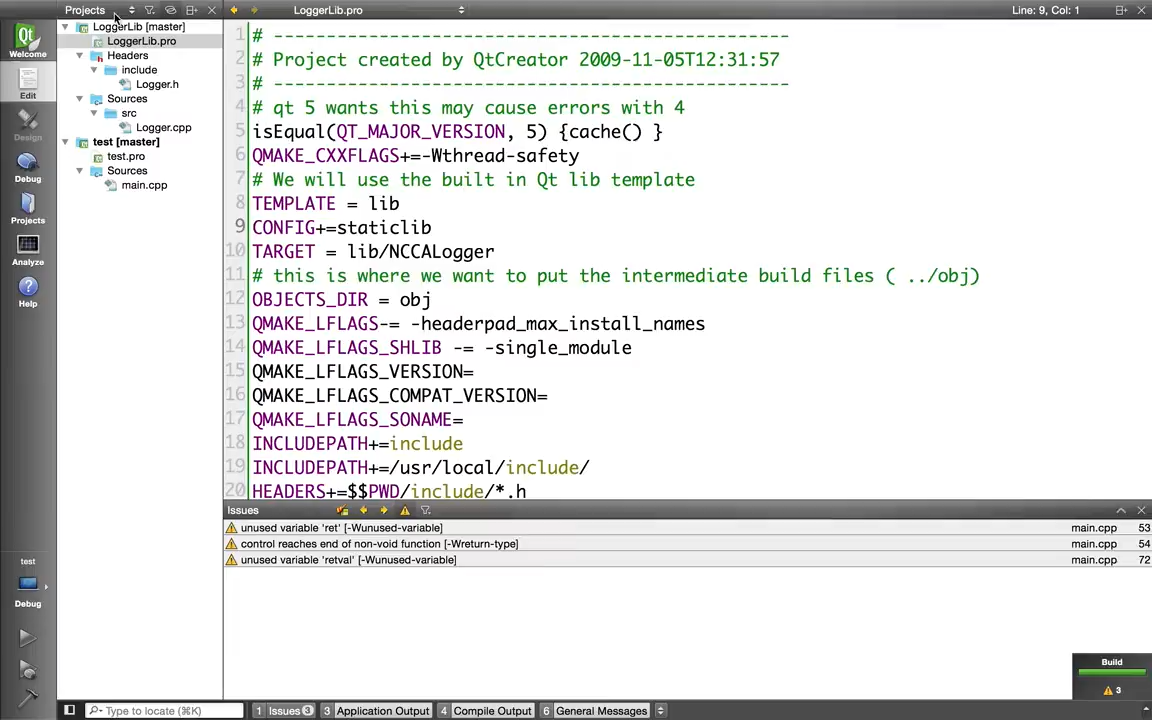 Projects
LoggerLib.pro
Line: 9, Col: 1
Welcome
Edit
Design
Debug
Projects
Analyze
Help
test
Debug
LoggerLib [master]
LoggerLib.pro
Headers
include
Logger.h
Sources
src
Logger.cpp
test [master]
test.pro
Sources
main.cpp
1 # ----------------------------------------------
2 # Project created by QtCreator 2009-11-05T12:31:57
3 # ----------------------------------------------
4 # qt 5 wants this may cause errors with 4
5 isEqual(QT_MAJOR_VERSION, 5) {cache() }
6 QMAKE_CXXFLAGS+=-Wthread-safety
7 # We will use the built in Qt lib template
8 TEMPLATE = lib
9 CONFIG+=staticlib
10 TARGET = lib/NCCALogger
11 # this is where we want to put the intermediate build files ( ../obj)
12 OBJECTS_DIR = obj
13 QMAKE_LFLAGS-= -headerpad_max_install_names
14 QMAKE_LFLAGS_SHLIB -= -single_module
15 QMAKE_LFLAGS_VERSION=
16 QMAKE_LFLAGS_COMPAT_VERSION=
17 QMAKE_LFLAGS_SONAME=
18 INCLUDEPATH+=include
19 INCLUDEPATH+=/usr/local/include/
20 HEADERS+=$$PWD/include/*.h
Issues
unused variable 'ret' [-Wunused-variable] main.cpp 53
control reaches end of non-void function [-Wreturn-type] main.cpp 54
unused variable 'retval' [-Wunused-variable] main.cpp 72
Build
3
Type to locate (⌘K)
1 Issues 3
3 Application Output
4 Compile Output
6 General Messages